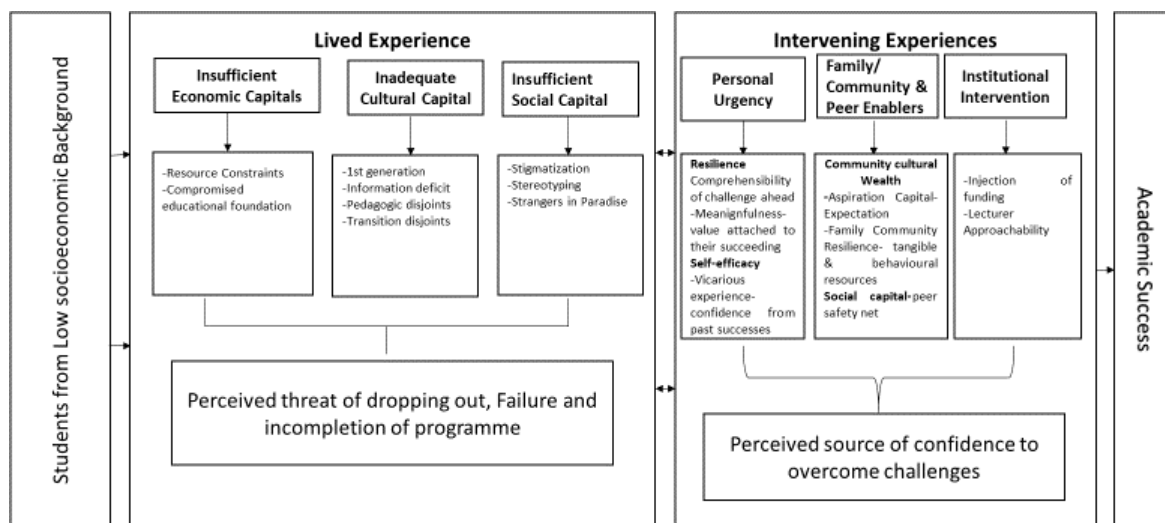 Students from Low socioeconomic Background
Lived Experience
Insufficient
Economic Capitals
Inadequate
Cultural Capital
Insufficient
Social Capital
-Resource Constraints
-Compromised
educational foundation
-1st generation
-Information deficit
-Pedagogic disjoints
-Transition disjoints
-Stigmatization
-Stereotyping
-Strangers in Paradise
Perceived threat of dropping out, Failure and
incompletion of programme
Intervening Experiences
Personal
Urgency
Family/
Community &
Peer Enablers
Institutional
Intervention
Resilience
Comprehensibility
of challenge ahead
-Meanignfulness-
value attached to
their succeeding
Self-efficacy
-Vicarious
experience-
confidence from
past successes
Community cultural
Wealth
-Aspiration Capital-
Expectation
-Family Community
Resilience- tangible
& behavioural
resources
Social capital-peer
safety net
-Injection of
funding
-Lecturer
Approachability
Perceived source of confidence to
overcome challenges
Academic Success